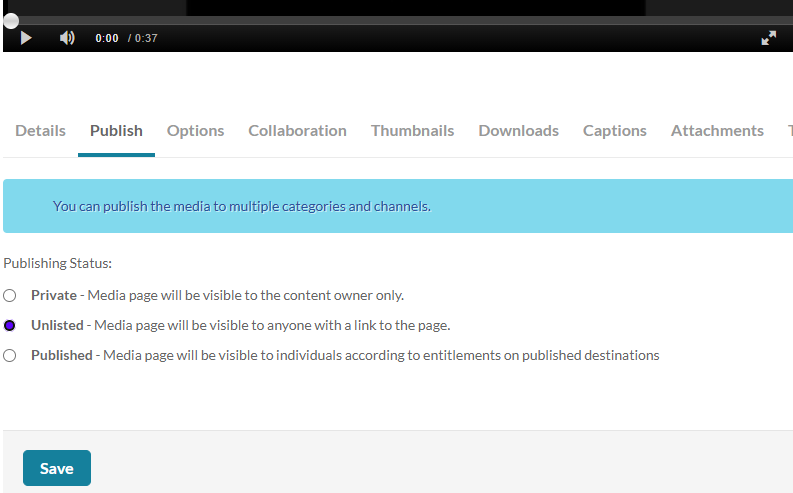 0:00 / 0:37
Details Publish Options Collaboration Thumbnails Downloads Captions Attachments
You can publish the media to multiple categories and channels.
Publishing Status:
Private - Media page will be visible to the content owner only.
Unlisted - Media page will be visible to anyone with a link to the page.
Published - Media page will be visible to individuals according to entitlements on published destinations
Save